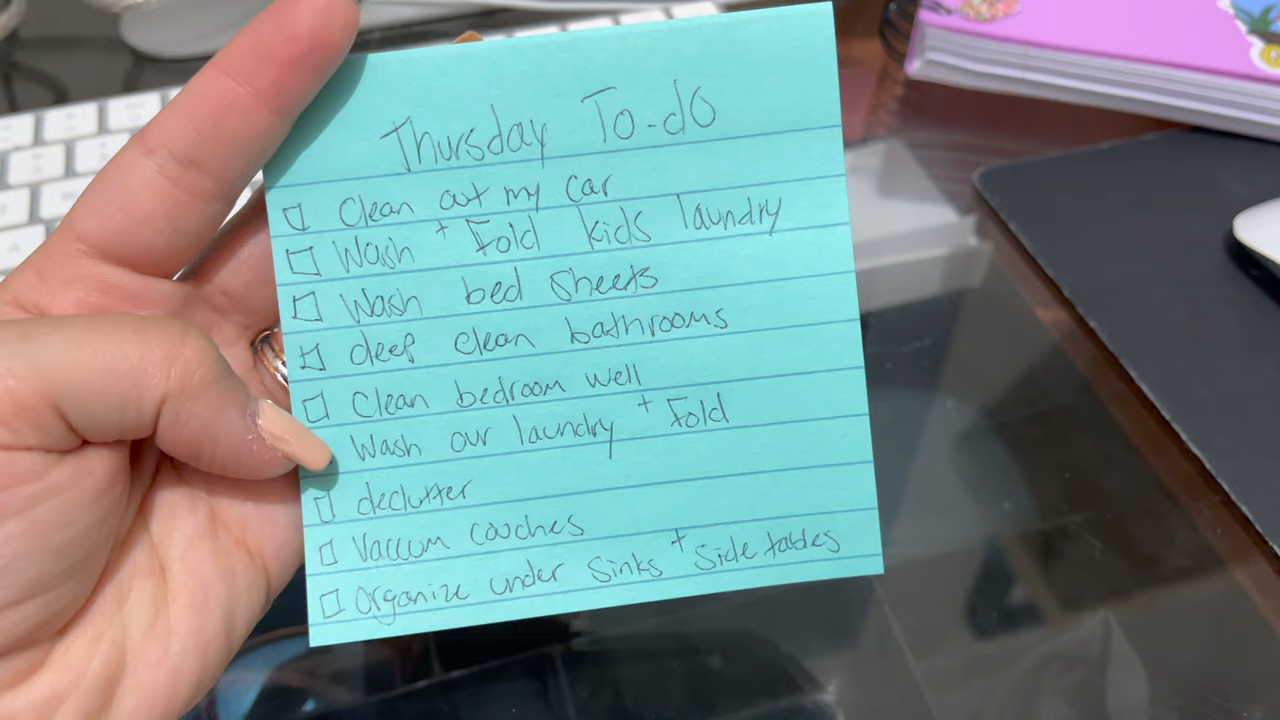 Thursday To-do
Clean out my car
Wash + Fold kids laundry
Wash bed sheets
deep clean bathrooms
Clean bedroom well
Wash our laundry + Fold
declutter
Vaccum couches
Organize under sinks + side tables